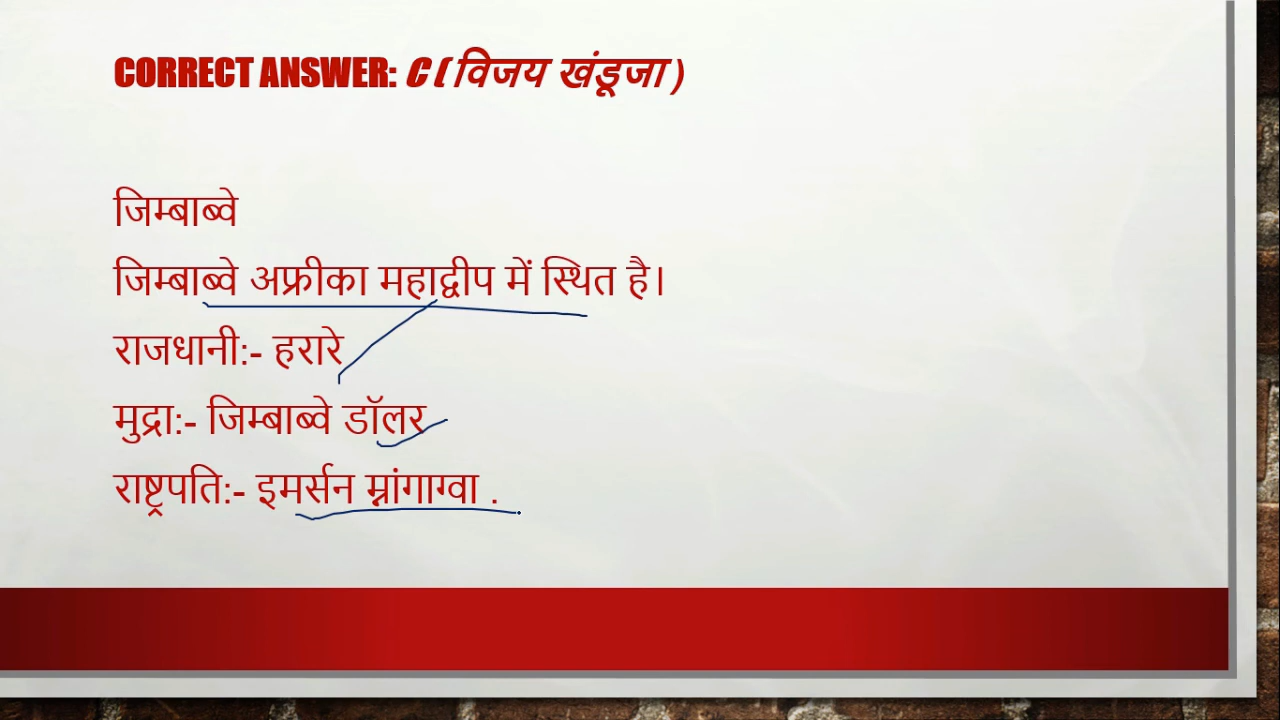 CORRECT ANSWER: C ( विजय खंडूजा )
जिम्बाब्वे
जिम्बाब्वे अफ्रीका महाद्वीप में स्थित है।
राजधानी:- हरारे
मुद्रा:- जिम्बाब्वे डॉलर
राष्ट्रपति:- इमर्सन म्नांगाग्वा .